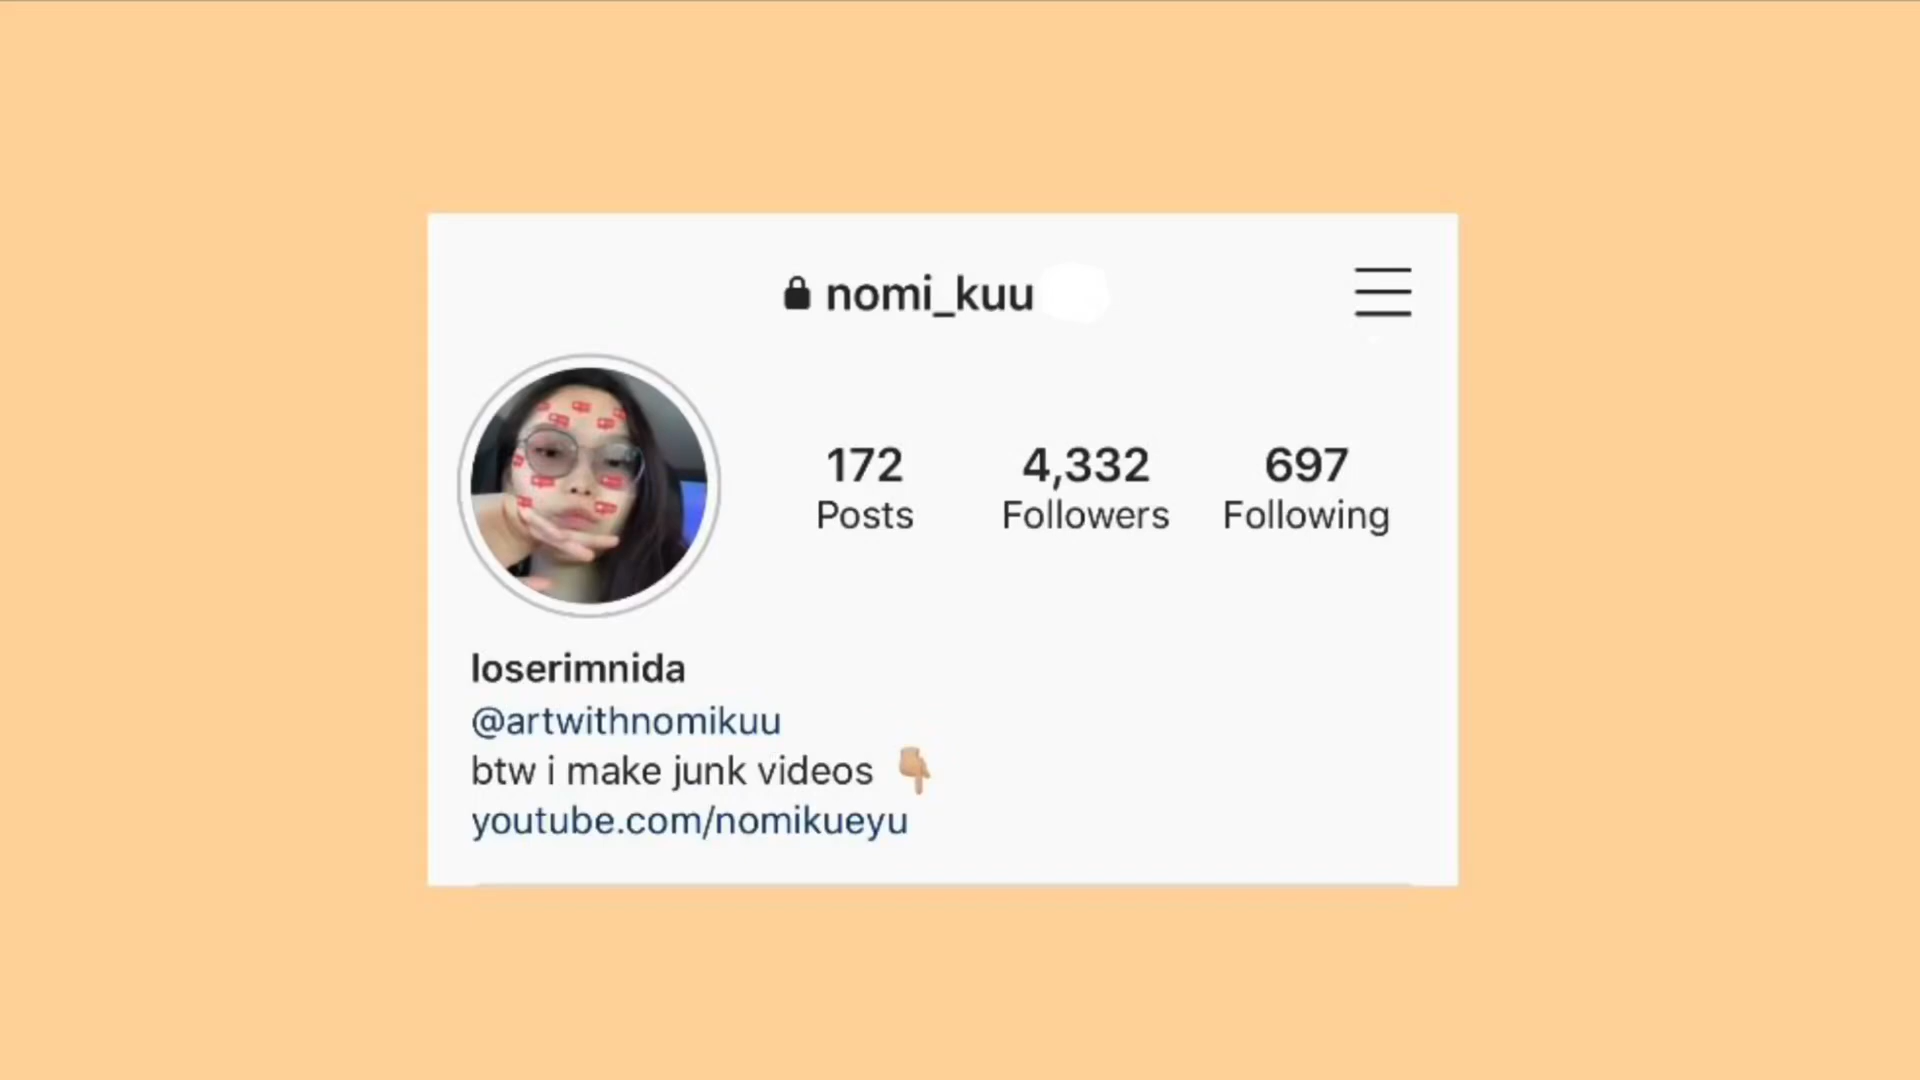 nomi_kuu
172 4,332 697
Posts Followers Following
loserimnida
@artwithnomikuu
btw i make junk videos 👇🏼
youtube.com/nomikueyu